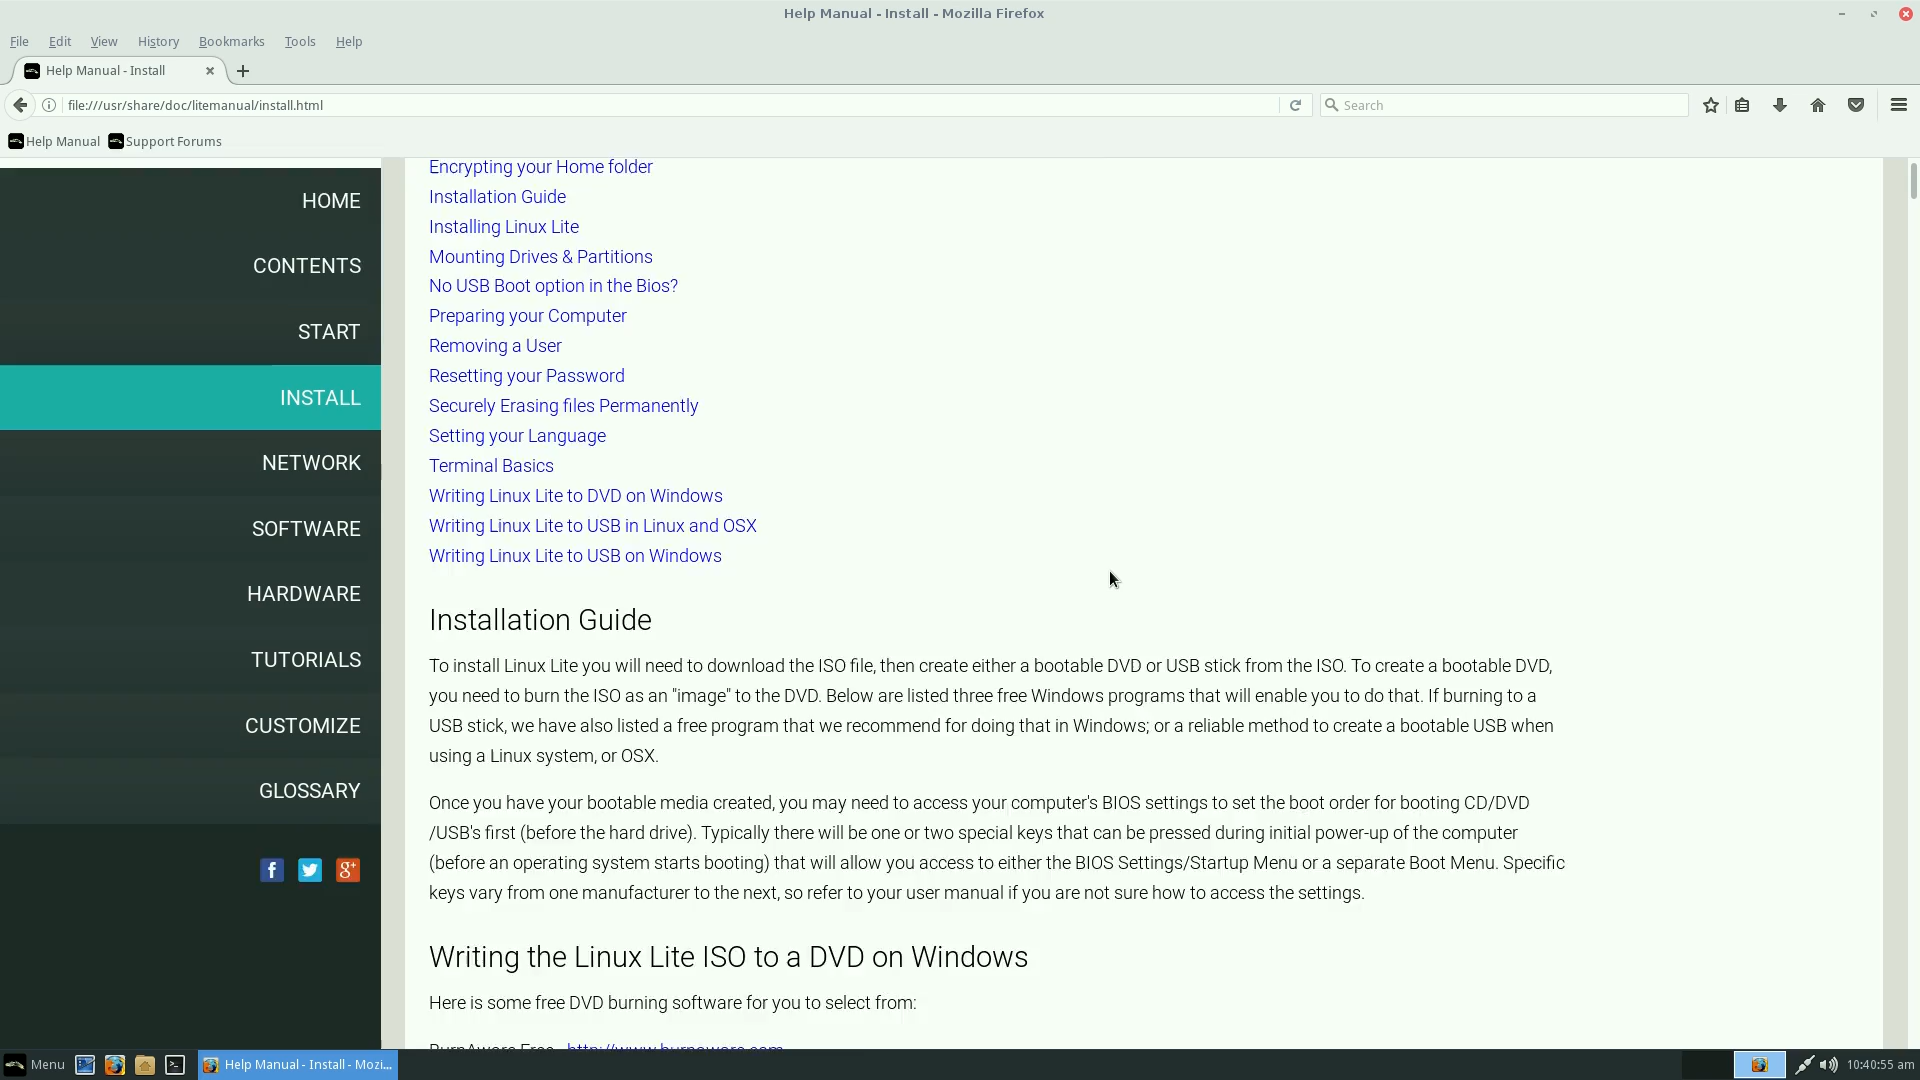 Help Manual - Install - Mozilla Firefox
File Edit View History Bookmarks Tools Help
Help Manual - Install
file:///usr/share/doc/litemanual/install.html
Search
Help Manual Support Forums
HOME
CONTENTS
START
INSTALL
NETWORK
SOFTWARE
HARDWARE
TUTORIALS
CUSTOMIZE
GLOSSARY
Encrypting your Home folder
Installation Guide
Installing Linux Lite
Mounting Drives & Partitions
No USB Boot option in the Bios?
Preparing your Computer
Removing a User
Resetting your Password
Securely Erasing files Permanently
Setting your Language
Terminal Basics
Writing Linux Lite to DVD on Windows
Writing Linux Lite to USB in Linux and OSX
Writing Linux Lite to USB on Windows
Installation Guide
To install Linux Lite you will need to download the ISO file, then create either a bootable DVD or USB stick from the ISO. To create a bootable DVD,
you need to burn the ISO as an "image" to the DVD. Below are listed three free Windows programs that will enable you to do that. If burning to a
USB stick, we have also listed a free program that we recommend for doing that in Windows; or a reliable method to create a bootable USB when
using a Linux system, or OSX.
Once you have your bootable media created, you may need to access your computer's BIOS settings to set the boot order for booting CD/DVD
/USB's first (before the hard drive). Typically there will be one or two special keys that can be pressed during initial power-up of the computer
(before an operating system starts booting) that will allow you access to either the BIOS Settings/Startup Menu or a separate Boot Menu. Specific
keys vary from one manufacturer to the next, so refer to your user manual if you are not sure how to access the settings.
Writing the Linux Lite ISO to a DVD on Windows
Here is some free DVD burning software for you to select from:
BurnAware Free - http://www.burnaware.com
Menu Help Manual - Install - Mozi... 10:40:55 am